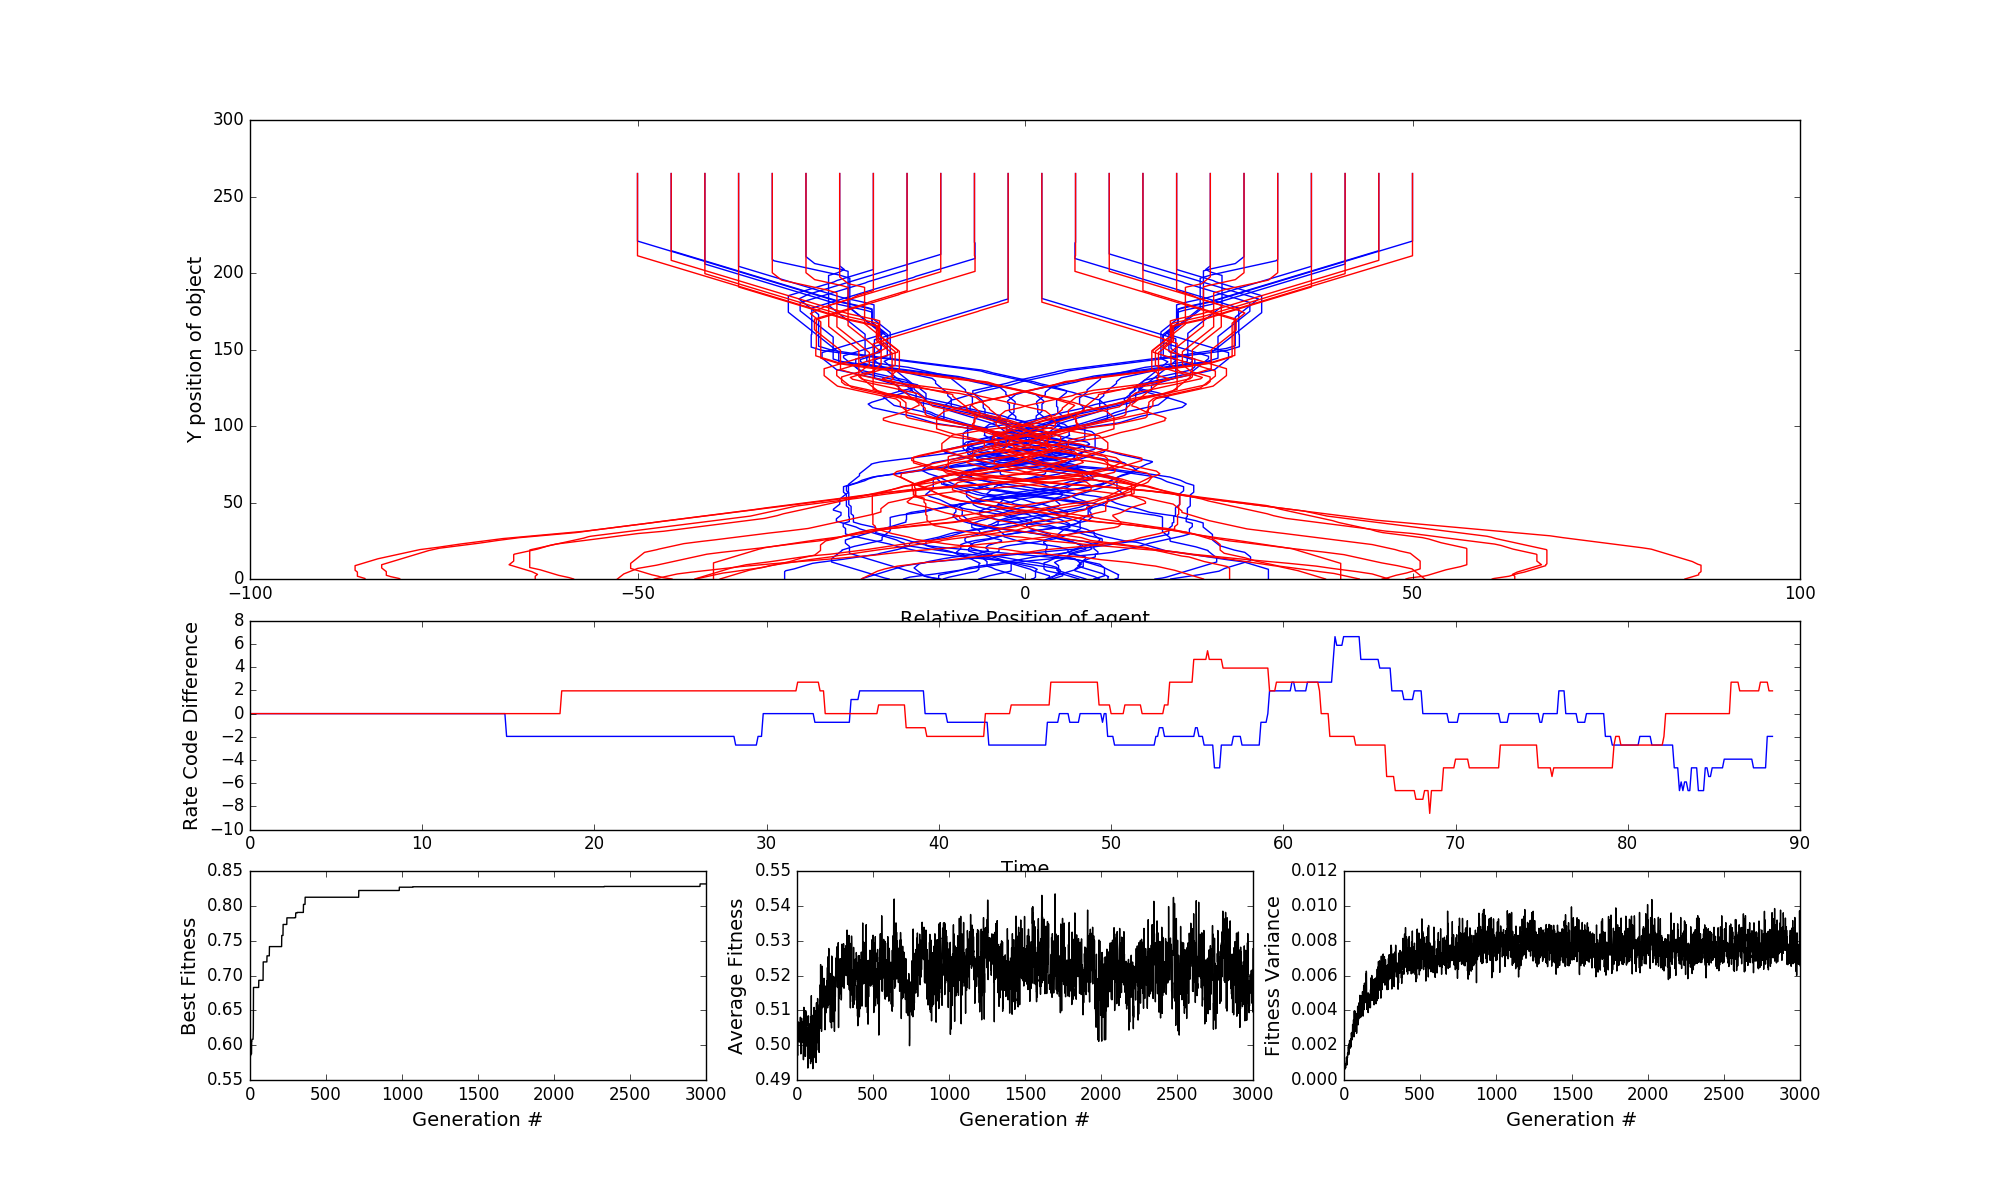 300
250
200
150
100
50
0
Y position of object
−100 −50 0 50 100
Relative Position of agent
8
6
4
2
0
−2
−4
−6
−8
−10
Rate Code Difference
0 10 20 30 40 50 60 70 80 90
Time
0.85
0.80
0.75
0.70
0.65
0.60
0.55
Best Fitness
0 500 1000 1500 2000 2500 3000
Generation #
0.55
0.54
0.53
0.52
0.51
0.50
0.49
Average Fitness
0 500 1000 1500 2000 2500 3000
Generation #
0.012
0.010
0.008
0.006
0.004
0.002
0.000
Fitness Variance
0 500 1000 1500 2000 2500 3000
Generation #